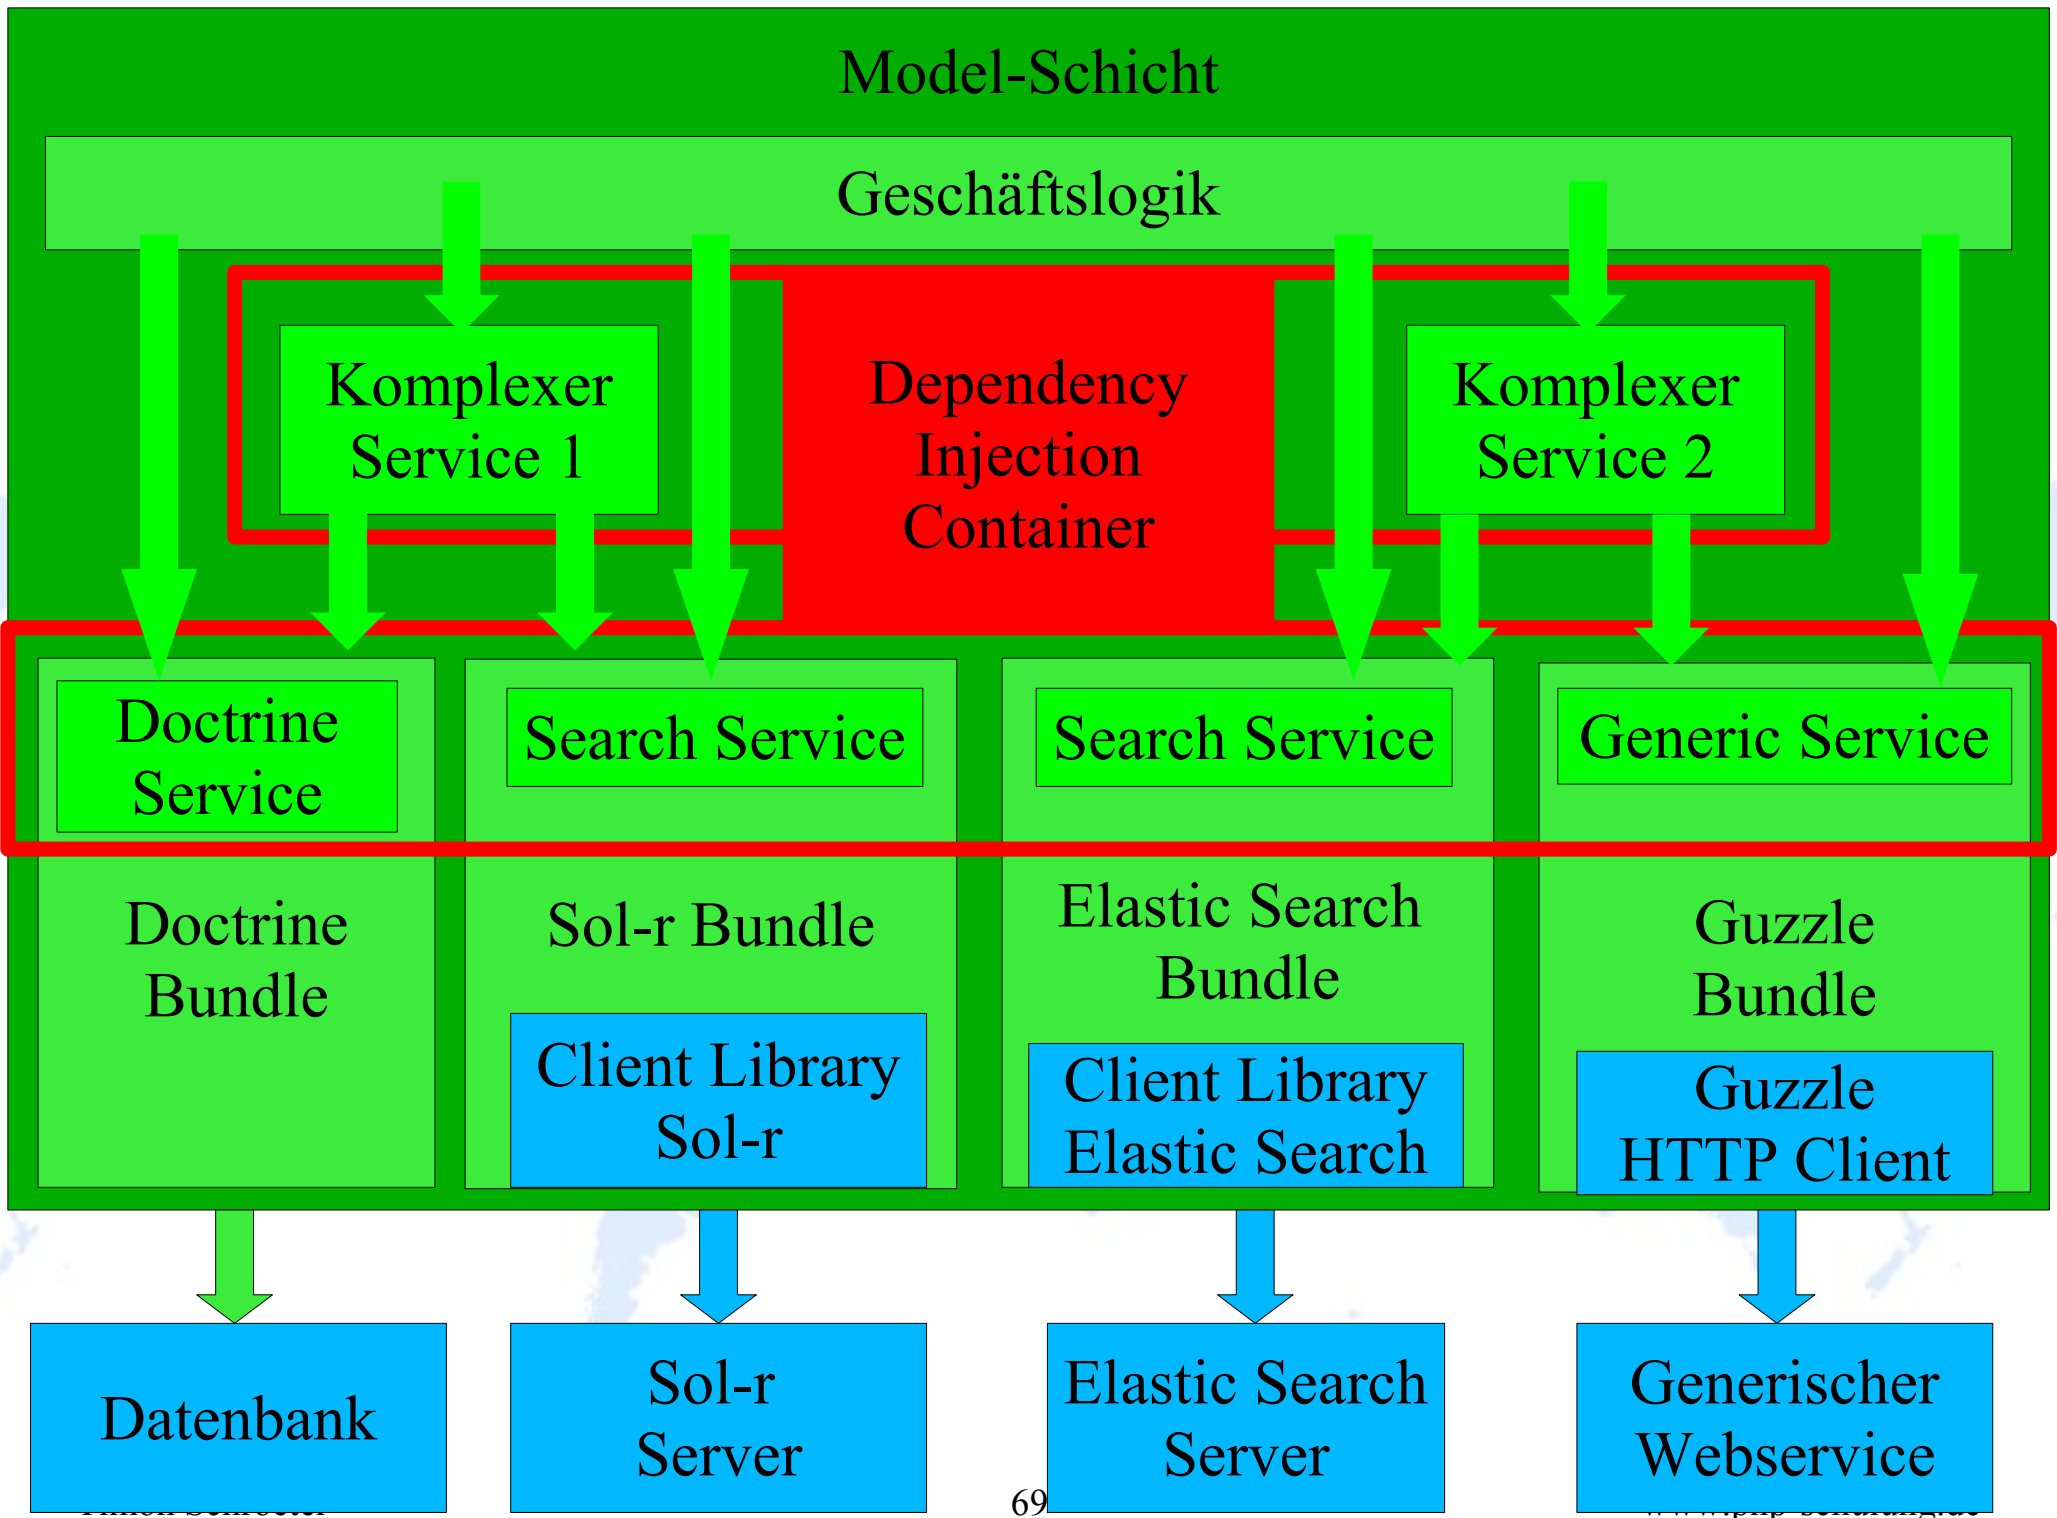 Model-Schicht
Geschäftslogik
Komplexer
Service 1
Dependency
Injection
Container
Komplexer
Service 2
Doctrine
Service
Search Service
Search Service
Generic Service
Doctrine
Bundle
Sol-r Bundle
Elastic Search
Bundle
Guzzle
Bundle
Client Library
Sol-r
Client Library
Elastic Search
Guzzle
HTTP Client
Datenbank
Sol-r
Server
Elastic Search
Server
Generischer
Webservice
69